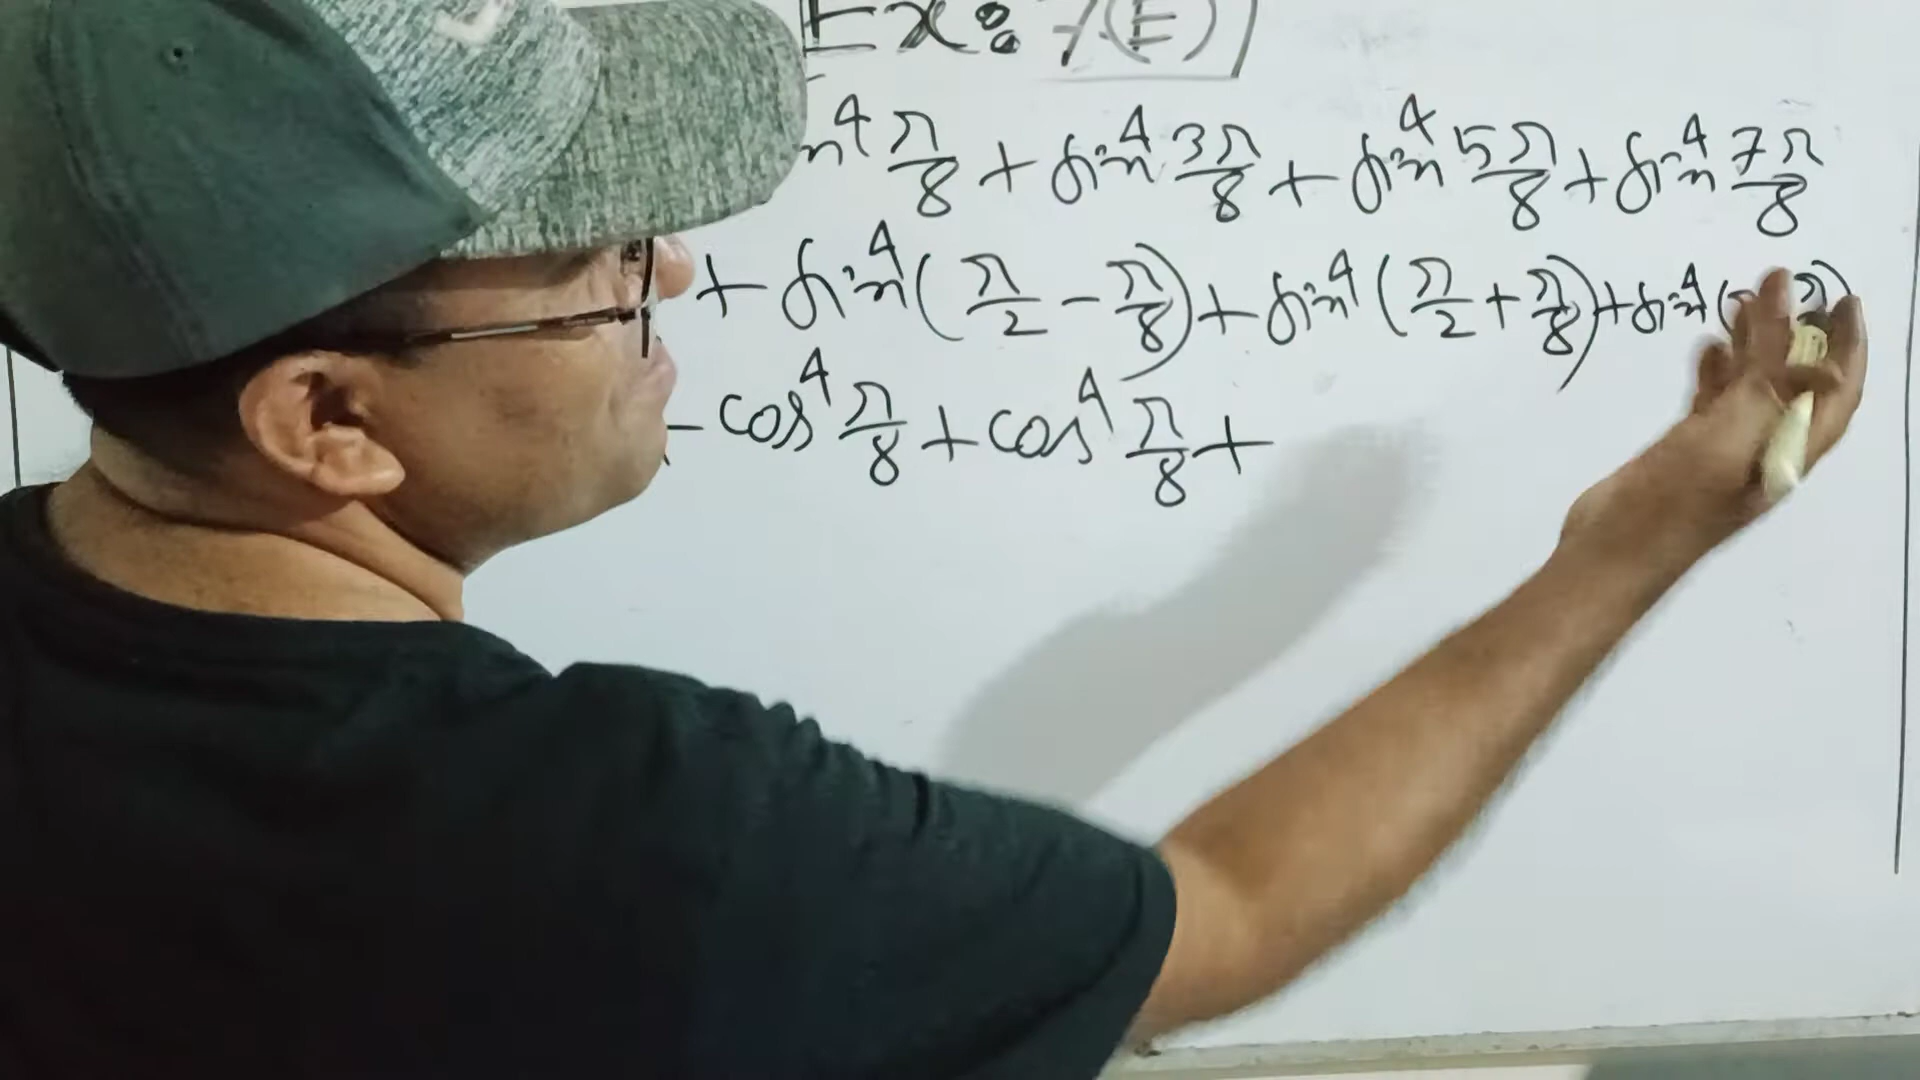 Ex: 7(E)
n⁴ π/8 + sin⁴ 3π/8 + sin⁴ 5π/8 + sin⁴ 7π/8
+ sin⁴(π/2 - π/8) + sin⁴(π/2 + π/8) + sin⁴(
cos⁴ π/8 + cos⁴ π/8 +